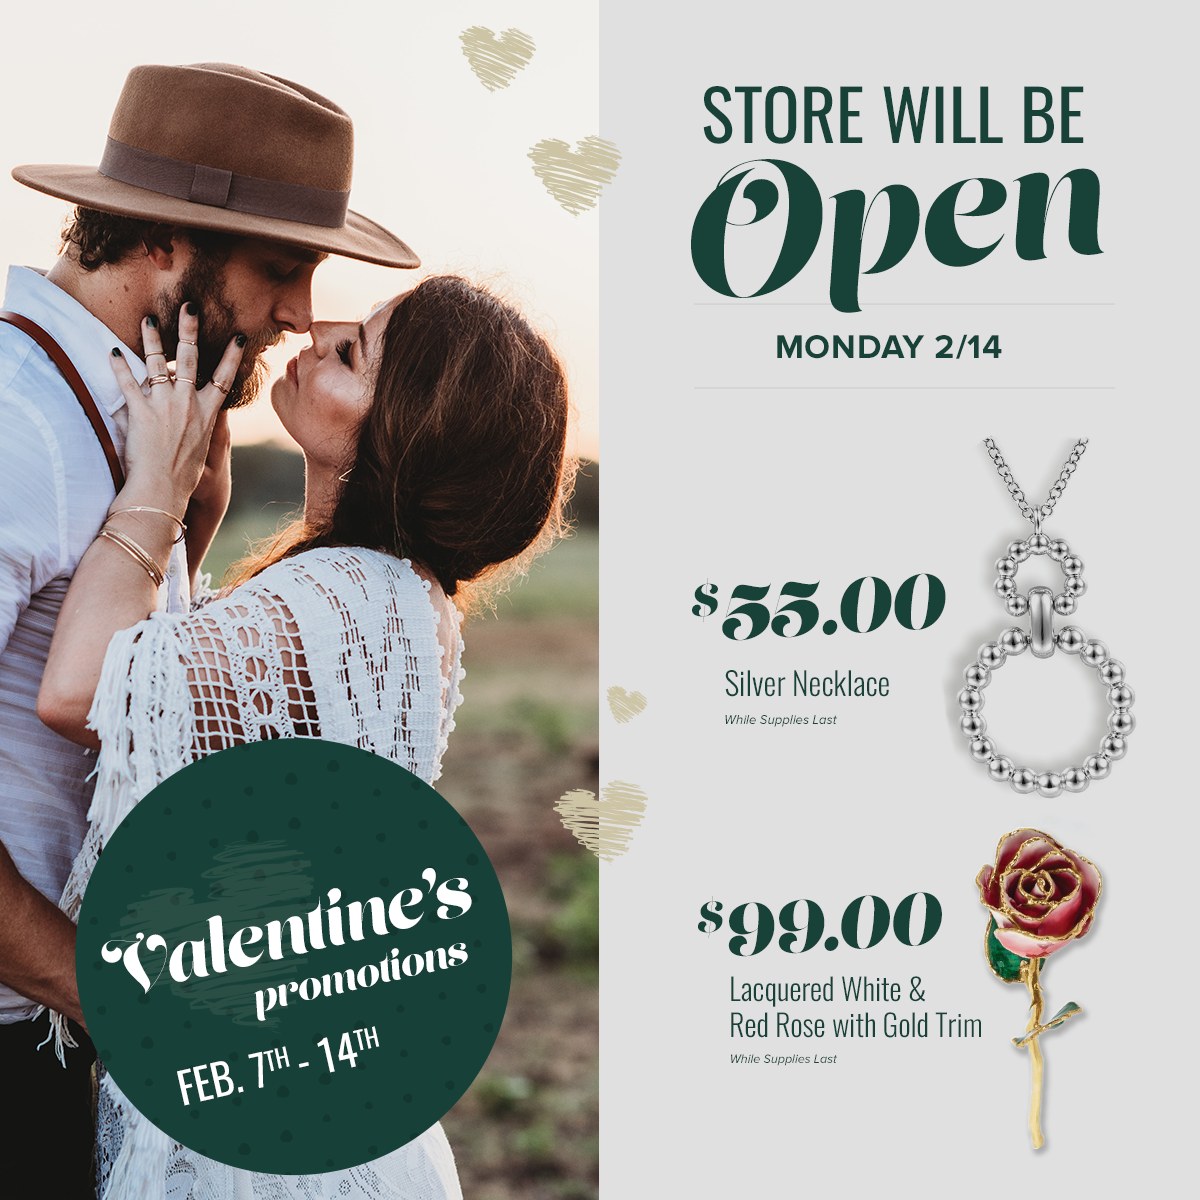 STORE WILL BE
Open
MONDAY 2/14
$55.00
Silver Necklace
While Supplies Last
$99.00
Lacquered White &
Red Rose with Gold Trim
While Supplies Last
Valentine's
promotions
FEB. 7TH - 14TH